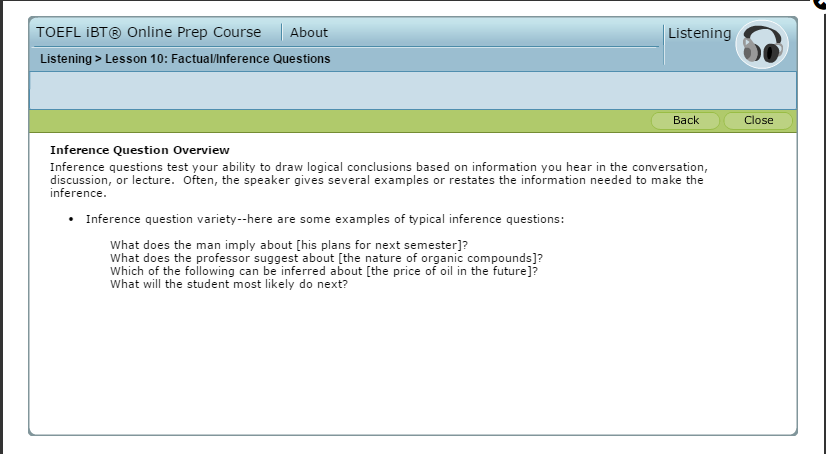 TOEFL iBT® Online Prep Course
About
Listening
Listening > Lesson 10: Factual/Inference Questions
Back
Close
Inference Question Overview
Inference questions test your ability to draw logical conclusions based on information you hear in the conversation,
discussion, or lecture.  Often, the speaker gives several examples or restates the information needed to make the
inference.
• Inference question variety--here are some examples of typical inference questions:
What does the man imply about [his plans for next semester]?
What does the professor suggest about [the nature of organic compounds]?
Which of the following can be inferred about [the price of oil in the future]?
What will the student most likely do next?